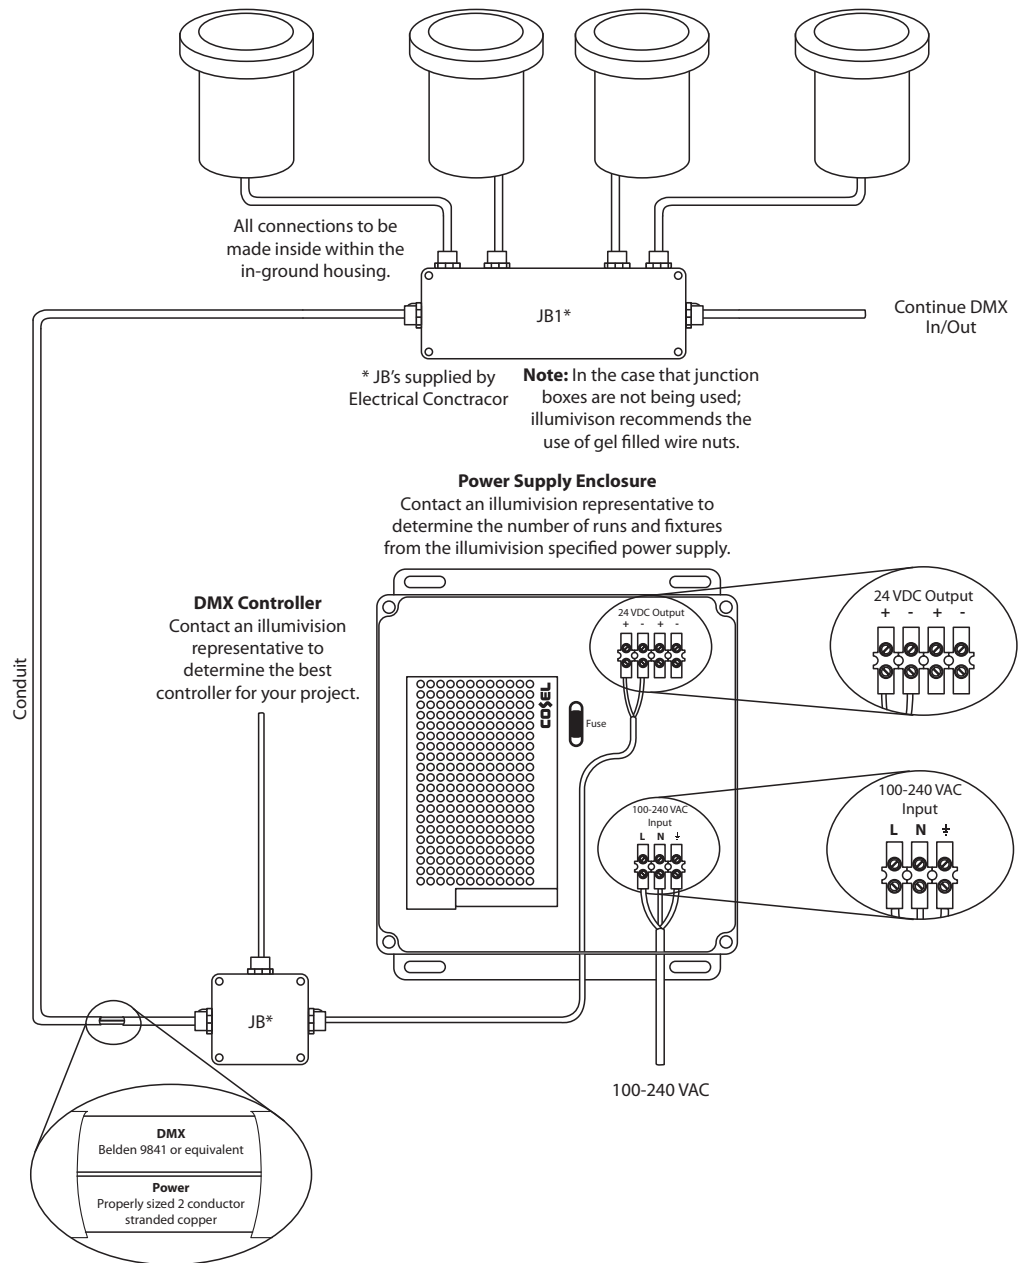 All connections to be
made inside within the
in-ground housing.
JB1*
Continue DMX
In/Out
* JB's supplied by
Electrical Conctracor
Note: In the case that junction
boxes are not being used;
illumivison recommends the
use of gel filled wire nuts.
Power Supply Enclosure
Contact an illumivision representative to
determine the number of runs and fixtures
from the illumivision specified power supply.
DMX Controller
Contact an illumivision
representative to
determine the best
controller for your project.
Conduit
24 VDC Output
+ - + -
COSEL
Fuse
100-240 VAC
Input
L N ⏚
24 VDC Output
+ - + -
100-240 VAC
Input
L N ⏚
JB*
100-240 VAC
DMX
Belden 9841 or equivalent
Power
Properly sized 2 conductor
stranded copper